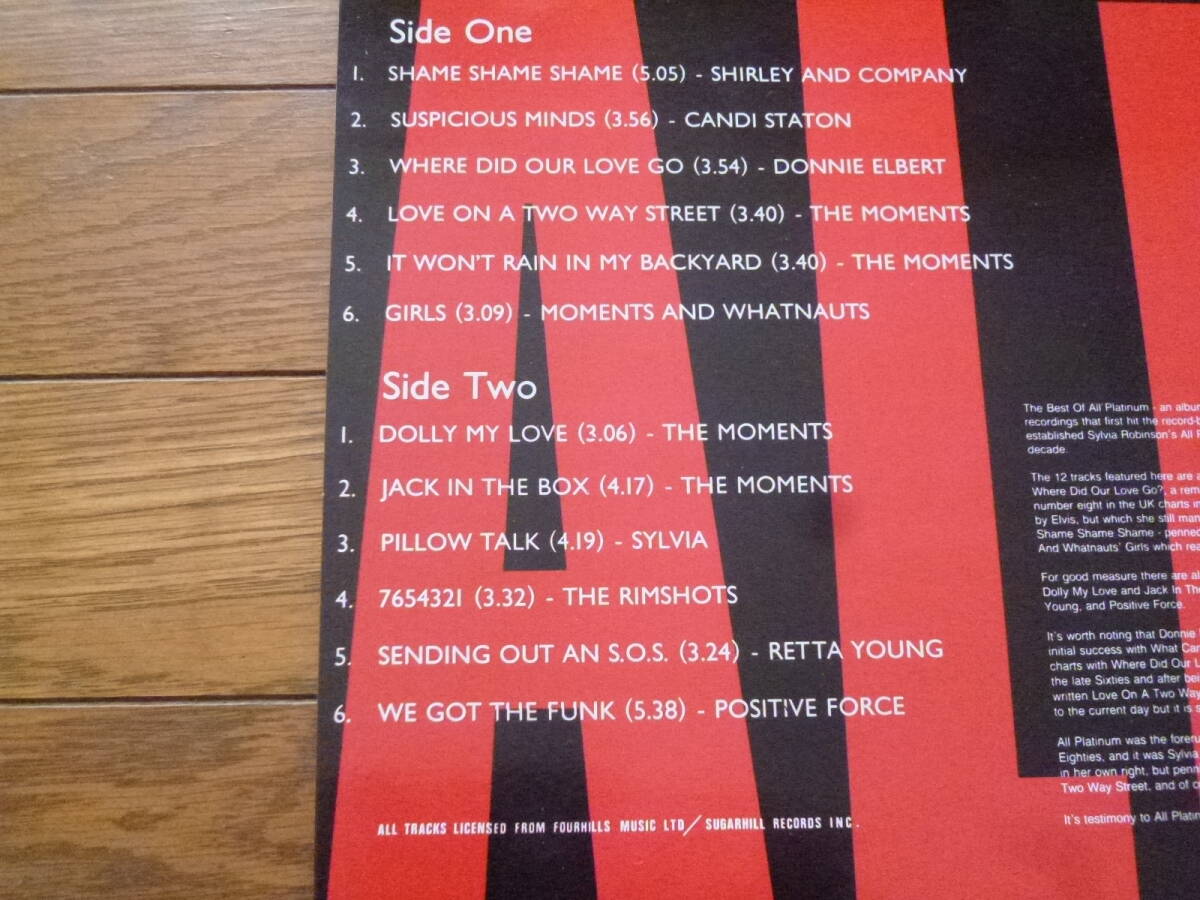 Side One
1. SHAME SHAME SHAME (5.05) - SHIRLEY AND COMPANY
2. SUSPICIOUS MINDS (3.56) - CANDI STATON
3. WHERE DID OUR LOVE GO (3.54) - DONNIE ELBERT
4. LOVE ON A TWO WAY STREET (3.40) - THE MOMENTS
5. IT WON'T RAIN IN MY BACKYARD (3.40) - THE MOMENTS
6. GIRLS (3.09) - MOMENTS AND WHATNAUTS
Side Two
1. DOLLY MY LOVE (3.06) - THE MOMENTS
2. JACK IN THE BOX (4.17) - THE MOMENTS
3. PILLOW TALK (4.19) - SYLVIA
4. 7654321 (3.32) - THE RIMSHOTS
5. SENDING OUT AN S.O.S. (3.24) - RETTA YOUNG
6. WE GOT THE FUNK (5.38) - POSITIVE FORCE
ALL TRACKS LICENSED FROM FOURHILLS MUSIC LTD/SUGARHILL RECORDS INC.
The Best Of All Platinum - an album
recordings that first hit the record-b
established Sylvia Robinson's All P
decade.
The 12 tracks featured here are a
Where Did Our Love Go?, a rem
number eight in the UK charts in
by Elvis, but which she still man
Shame Shame Shame - penned
And Whatnauts' Girls which rea
For good measure there are al
Dolly My Love and Jack In The
Young, and Positive Force.
It's worth noting that Donnie
initial success with What Can
charts with Where Did Our L
the late Sixties and after bei
written Love On A Two Way
to the current day but it is s
All Platinum was the foreru
Eighties, and it was Sylvia
in her own right, but penn
Two Way Street, and of c
It's testimony to All Platin